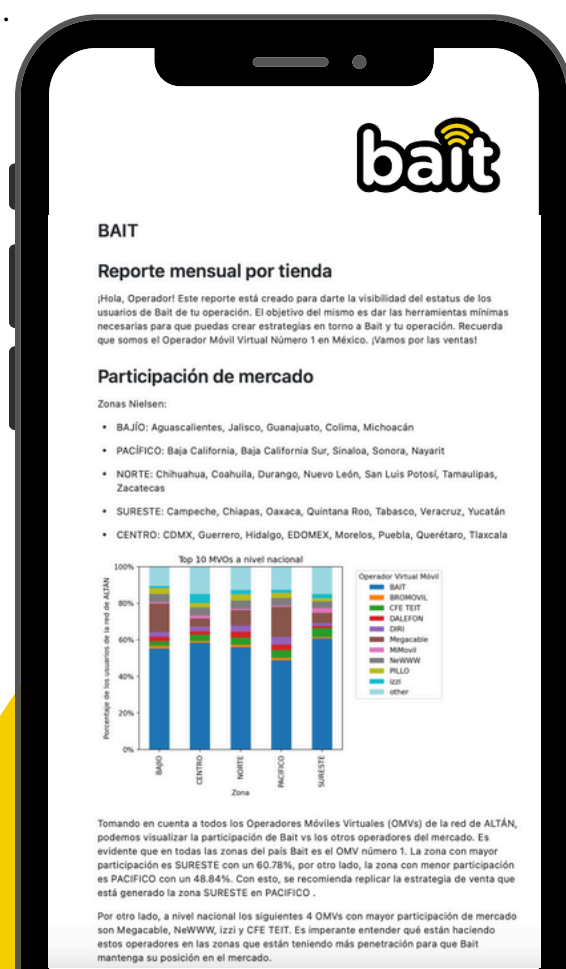 bait
BAIT
Reporte mensual por tienda
¡Hola, Operador! Este reporte está creado para darte la visibilidad del estatus de los
usuarios de Bait de tu operación. El objetivo del mismo es dar las herramientas mínimas
necesarias para que puedas crear estrategias en torno a Bait y tu operación. Recuerda
que somos el Operador Móvil Virtual Número 1 en México. ¡Vamos por las ventas!
Participación de mercado
Zonas Nielsen:
• BAJÍO: Aguascalientes, Jalisco, Guanajuato, Colima, Michoacán
• PACÍFICO: Baja California, Baja California Sur, Sinaloa, Sonora, Nayarit
• NORTE: Chihuahua, Coahuila, Durango, Nuevo León, San Luis Potosí, Tamaulipas,
Zacatecas
• SURESTE: Campeche, Chiapas, Oaxaca, Quintana Roo, Tabasco, Veracruz, Yucatán
• CENTRO: CDMX, Guerrero, Hidalgo, EDOMEX, Morelos, Puebla, Querétaro, Tlaxcala
Top 10 MVOs a nivel nacional
Porcentaje de los usuarios de la red de ALTÁN
100%
80%
60%
40%
20%
0%
BAJIO
CENTRO
NORTE
PACIFICO
SURESTE
Zona
Operador Virtual Móvil
BAIT
BROMOVIL
CFE TEIT
DALEFON
DIRI
Megacable
MiMovil
NeWWW
PILLO
izzi
other
Tomando en cuenta a todos los Operadores Móviles Virtuales (OMVs) de la red de ALTÁN,
podemos visualizar la participación de Bait vs los otros operadores del mercado. Es
evidente que en todas las zonas del país Bait es el OMV número 1. La zona con mayor
participación es SURESTE con un 60.78%, por otro lado, la zona con menor participación
es PACIFICO con un 48.84%. Con esto, se recomienda replicar la estrategia de venta que
está generado la zona SURESTE en PACIFICO .
Por otro lado, a nivel nacional los siguientes 4 OMVs con mayor participación de mercado
son Megacable, NeWWW, izzi y CFE TEIT. Es imperante entender qué están haciendo
estos operadores en las zonas que están teniendo más penetración para que Bait
mantenga su posición en el mercado.